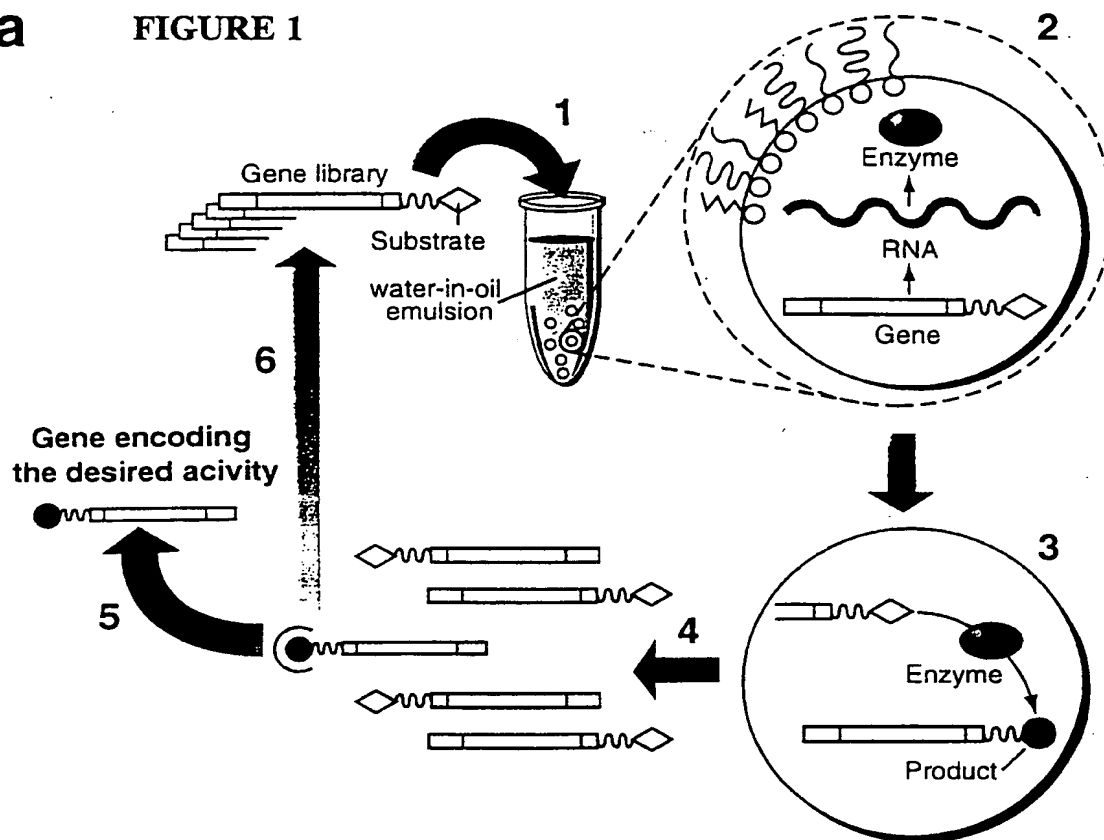 a FIGURE 1
1
2
Gene library
Substrate
water-in-oil
emulsion
Enzyme
RNA
Gene
6
Gene encoding
the desired acivity
5
4
3
Enzyme
Product